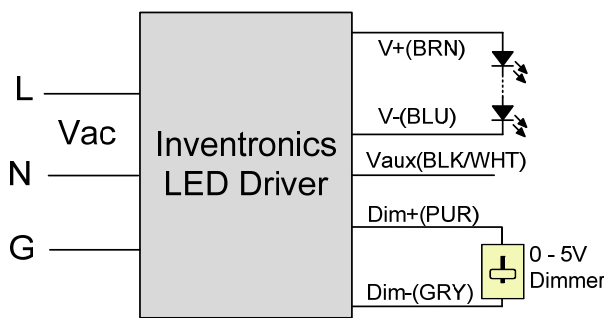 L
Vac
N
G
Inventronics
LED Driver
V+(BRN)
V-(BLU)
Vaux(BLK/WHT)
Dim+(PUR)
Dim-(GRY)
0 - 5V
Dimmer